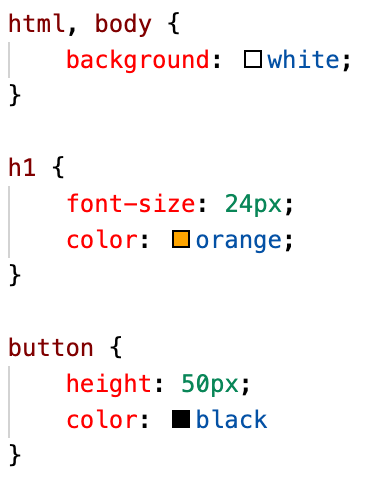 html, body {
    background: white;
}

h1 {
    font-size: 24px;
    color: orange;
}

button {
    height: 50px;
    color: black
}